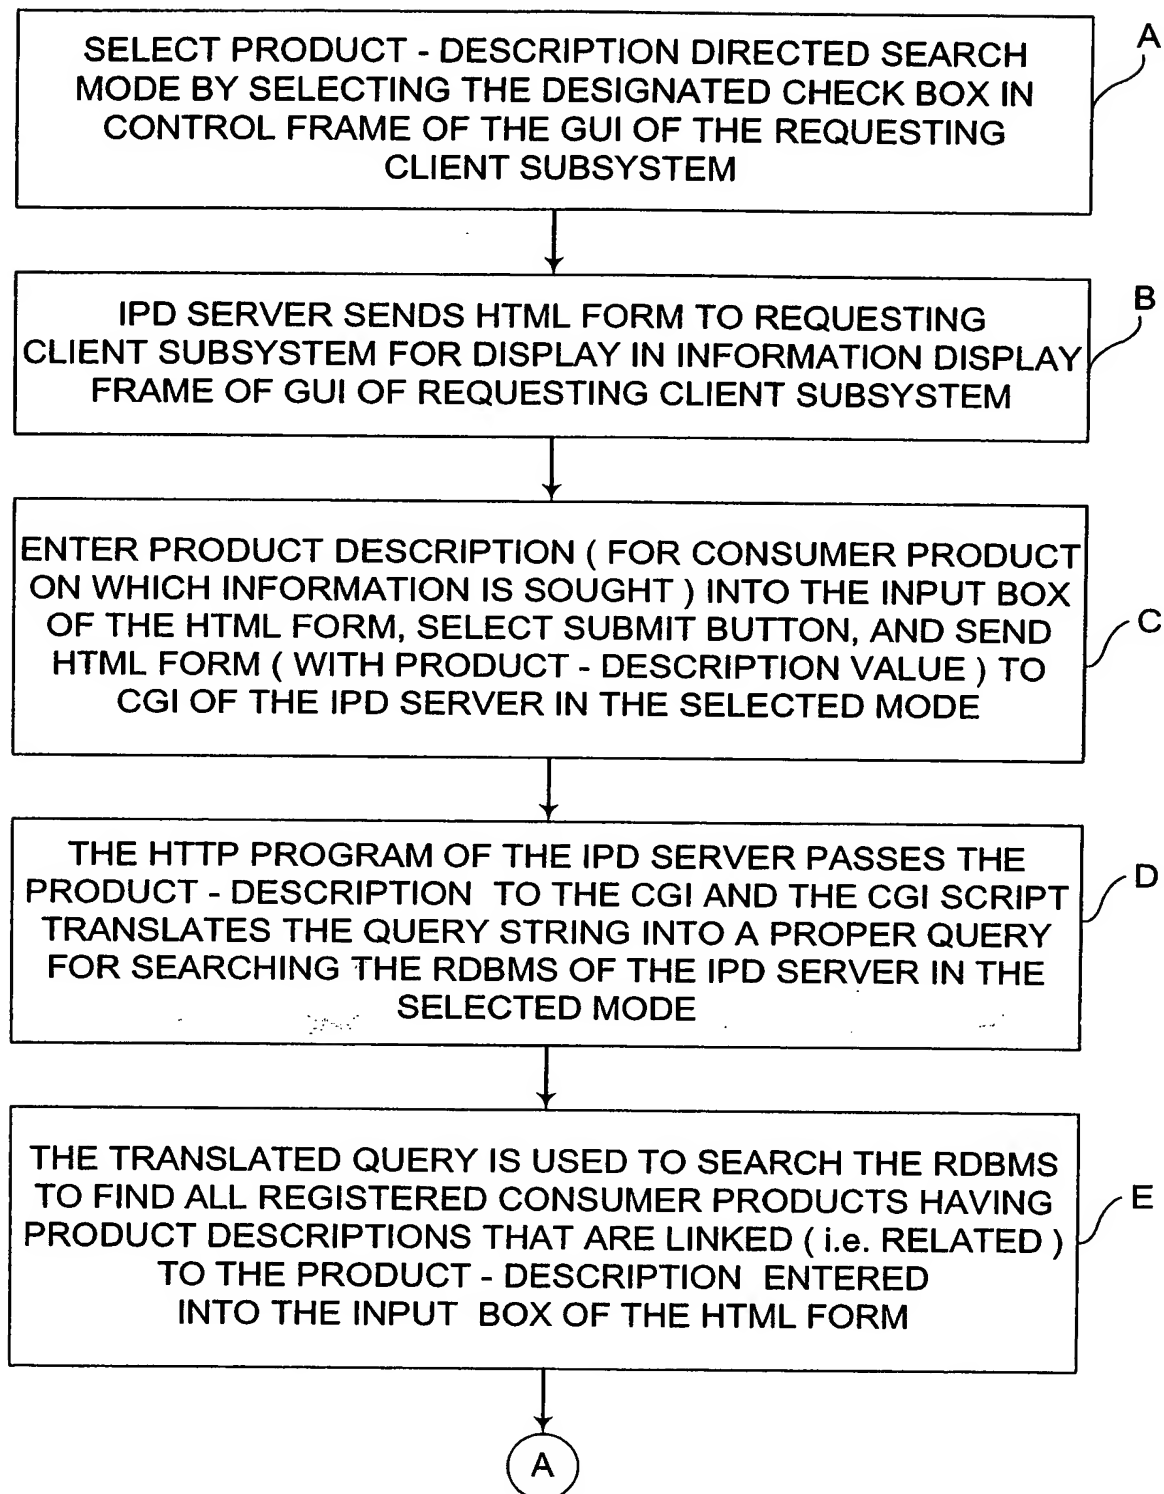 SELECT PRODUCT - DESCRIPTION DIRECTED SEARCH
MODE BY SELECTING THE DESIGNATED CHECK BOX IN
CONTROL FRAME OF THE GUI OF THE REQUESTING
CLIENT SUBSYSTEM
A
IPD SERVER SENDS HTML FORM TO REQUESTING
CLIENT SUBSYSTEM FOR DISPLAY IN INFORMATION DISPLAY
FRAME OF GUI OF REQUESTING CLIENT SUBSYSTEM
B
ENTER PRODUCT DESCRIPTION ( FOR CONSUMER PRODUCT
ON WHICH INFORMATION IS SOUGHT ) INTO THE INPUT BOX
OF THE HTML FORM, SELECT SUBMIT BUTTON, AND SEND
HTML FORM ( WITH PRODUCT - DESCRIPTION VALUE ) TO
CGI OF THE IPD SERVER IN THE SELECTED MODE
C
THE HTTP PROGRAM OF THE IPD SERVER PASSES THE
PRODUCT - DESCRIPTION TO THE CGI AND THE CGI SCRIPT
TRANSLATES THE QUERY STRING INTO A PROPER QUERY
FOR SEARCHING THE RDBMS OF THE IPD SERVER IN THE
SELECTED MODE
D
THE TRANSLATED QUERY IS USED TO SEARCH THE RDBMS
TO FIND ALL REGISTERED CONSUMER PRODUCTS HAVING
PRODUCT DESCRIPTIONS THAT ARE LINKED ( i.e. RELATED )
TO THE PRODUCT - DESCRIPTION ENTERED
INTO THE INPUT BOX OF THE HTML FORM
E
A